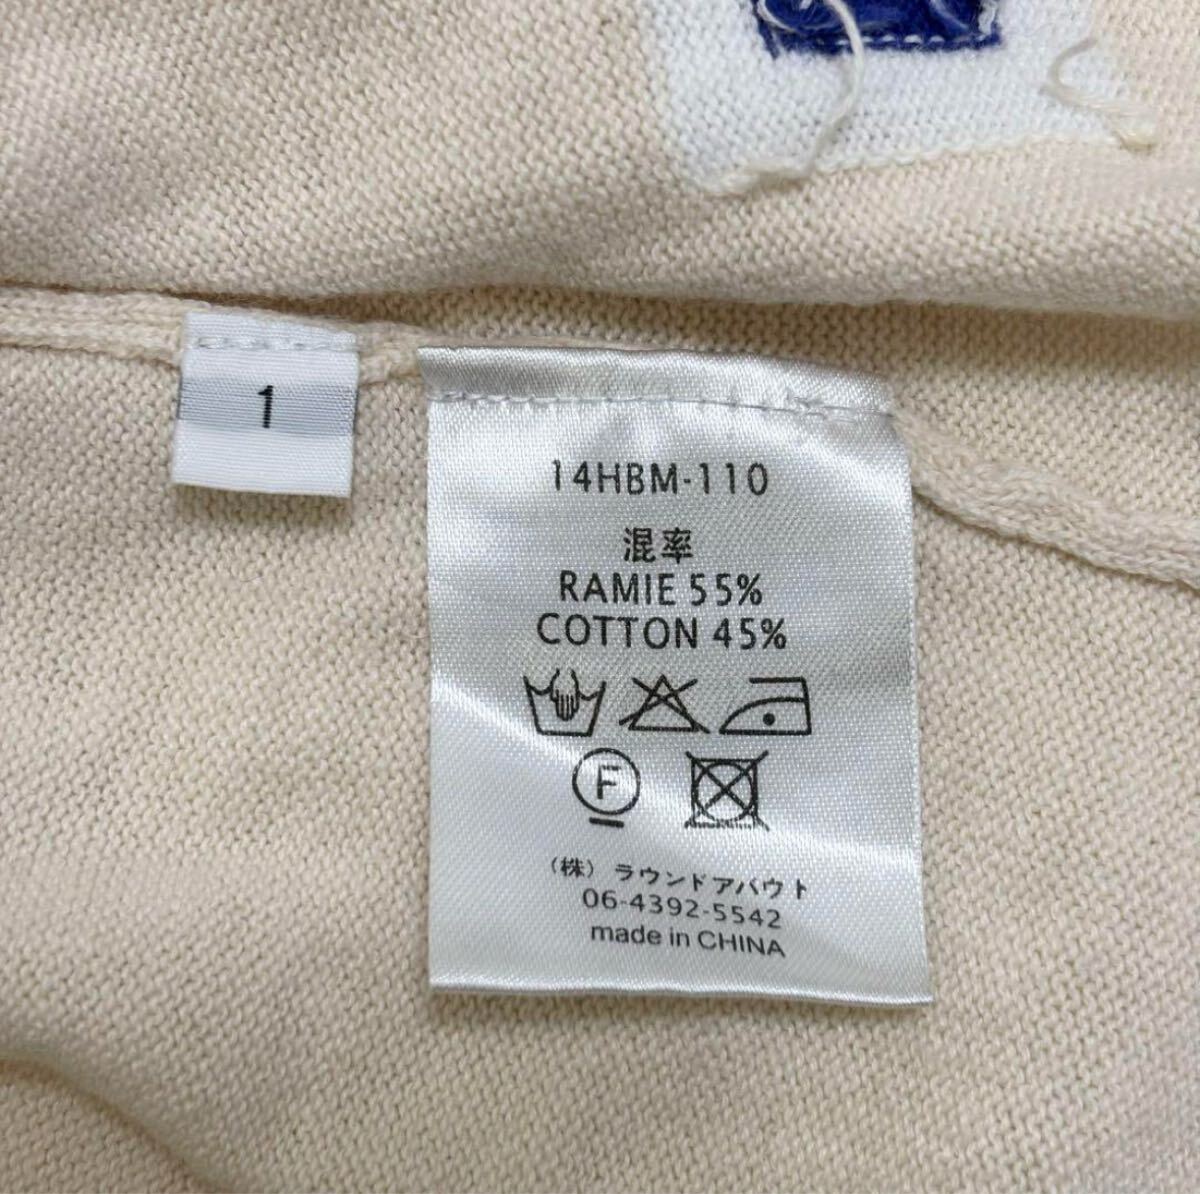 1
14HBM-110
混率
RAMIE 55%
COTTON 45%
F
（株）ラウンドアバウト
06-4392-5542
made in CHINA